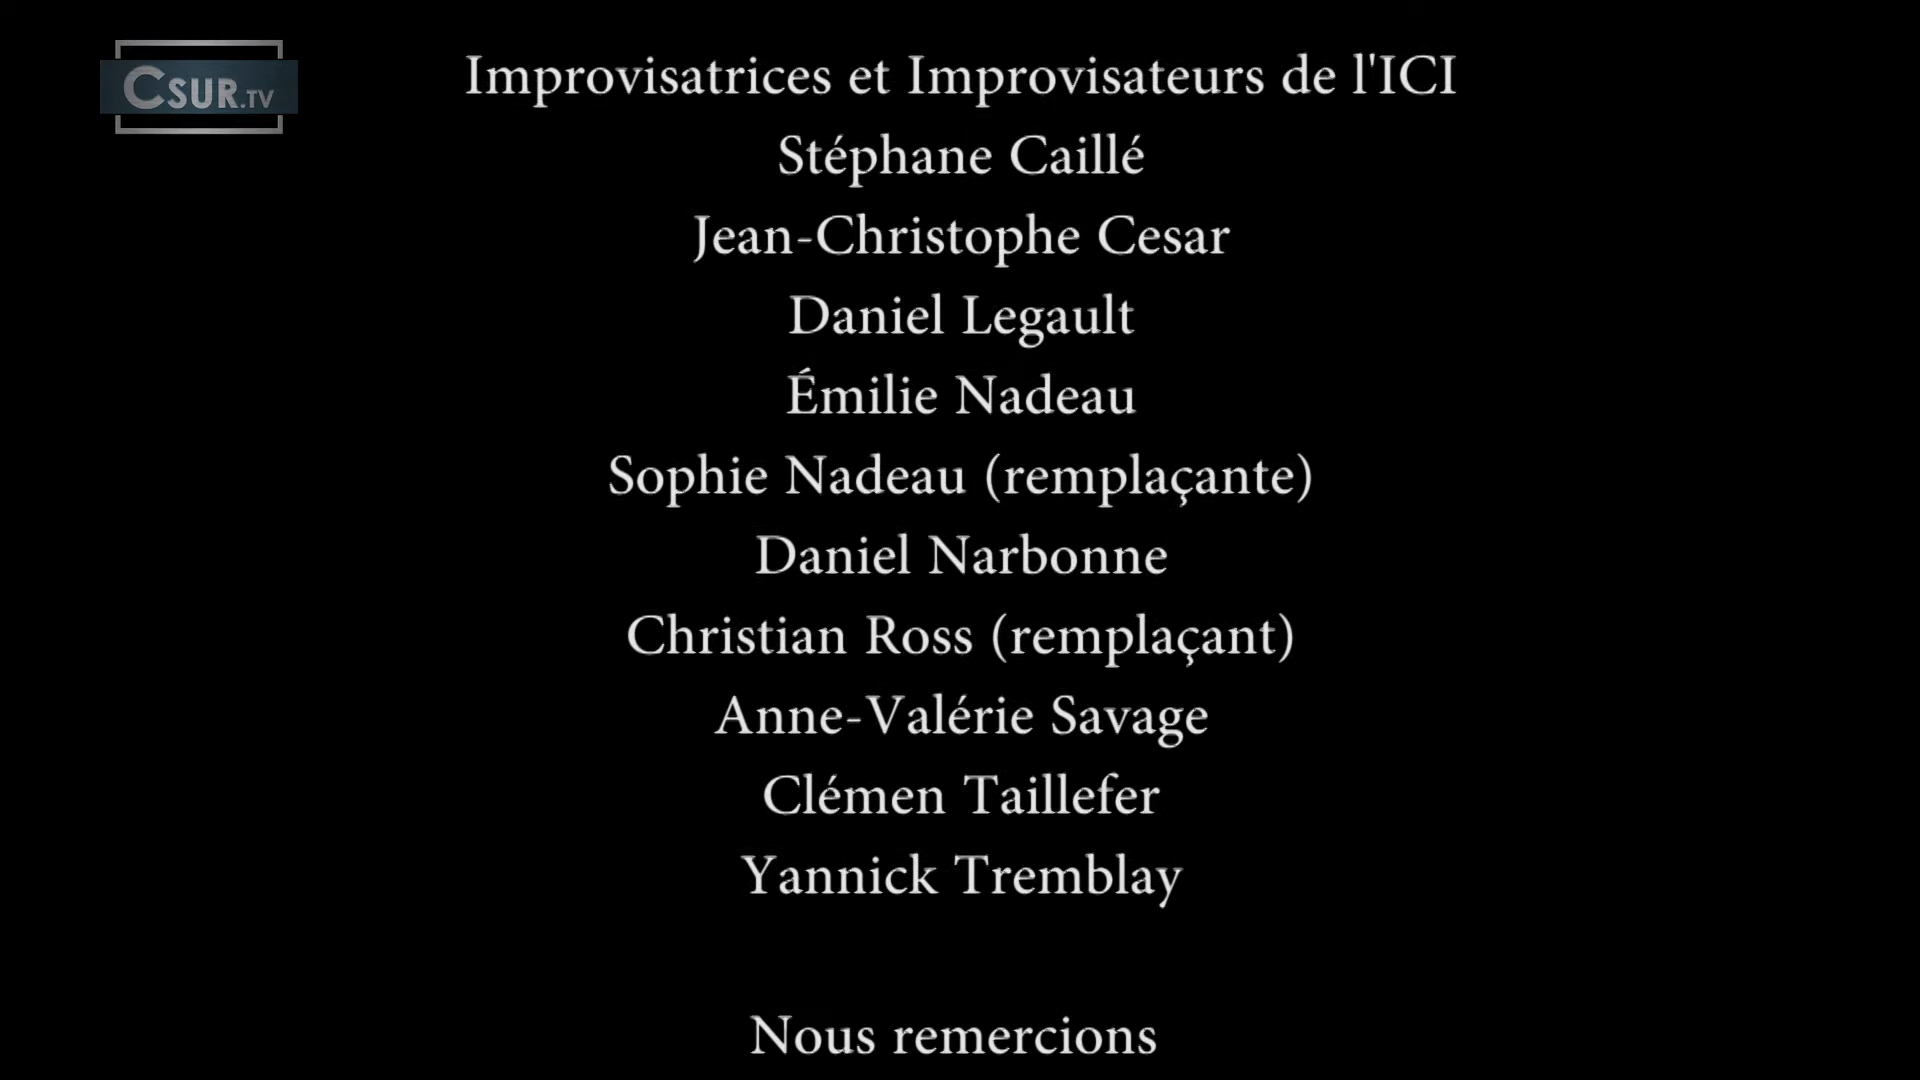 CSUR.TV
Improvisatrices et Improvisateurs de l'ICI
Stéphane Caillé
Jean-Christophe Cesar
Daniel Legault
Émilie Nadeau
Sophie Nadeau (remplaçante)
Daniel Narbonne
Christian Ross (remplaçant)
Anne-Valérie Savage
Clémen Taillefer
Yannick Tremblay
Nous remercions